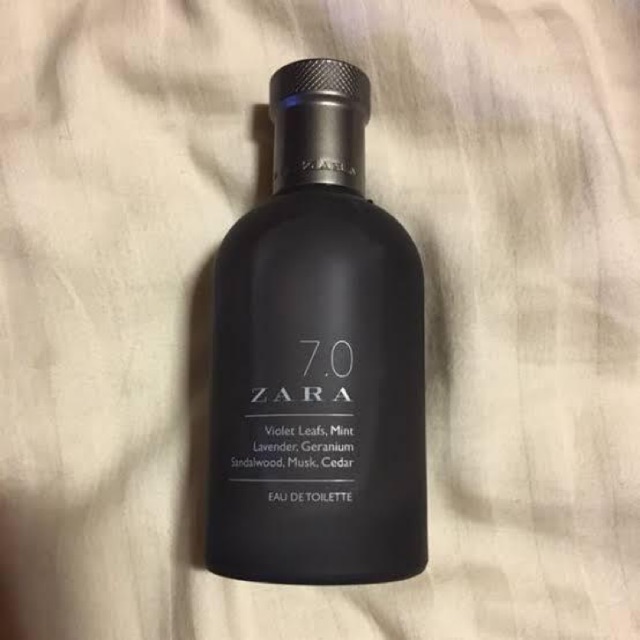 7.0
ZARA
Violet Leafs, Mint
Lavender, Geranium
Sandalwood, Musk, Cedar
EAU DE TOILETTE